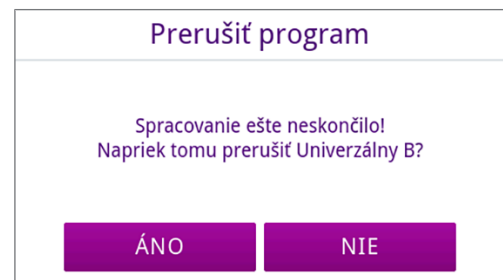 Prerušiť program
Spracovanie ešte neskončilo!
Napriek tomu prerušiť Univerzálny B?
ÁNO
NIE